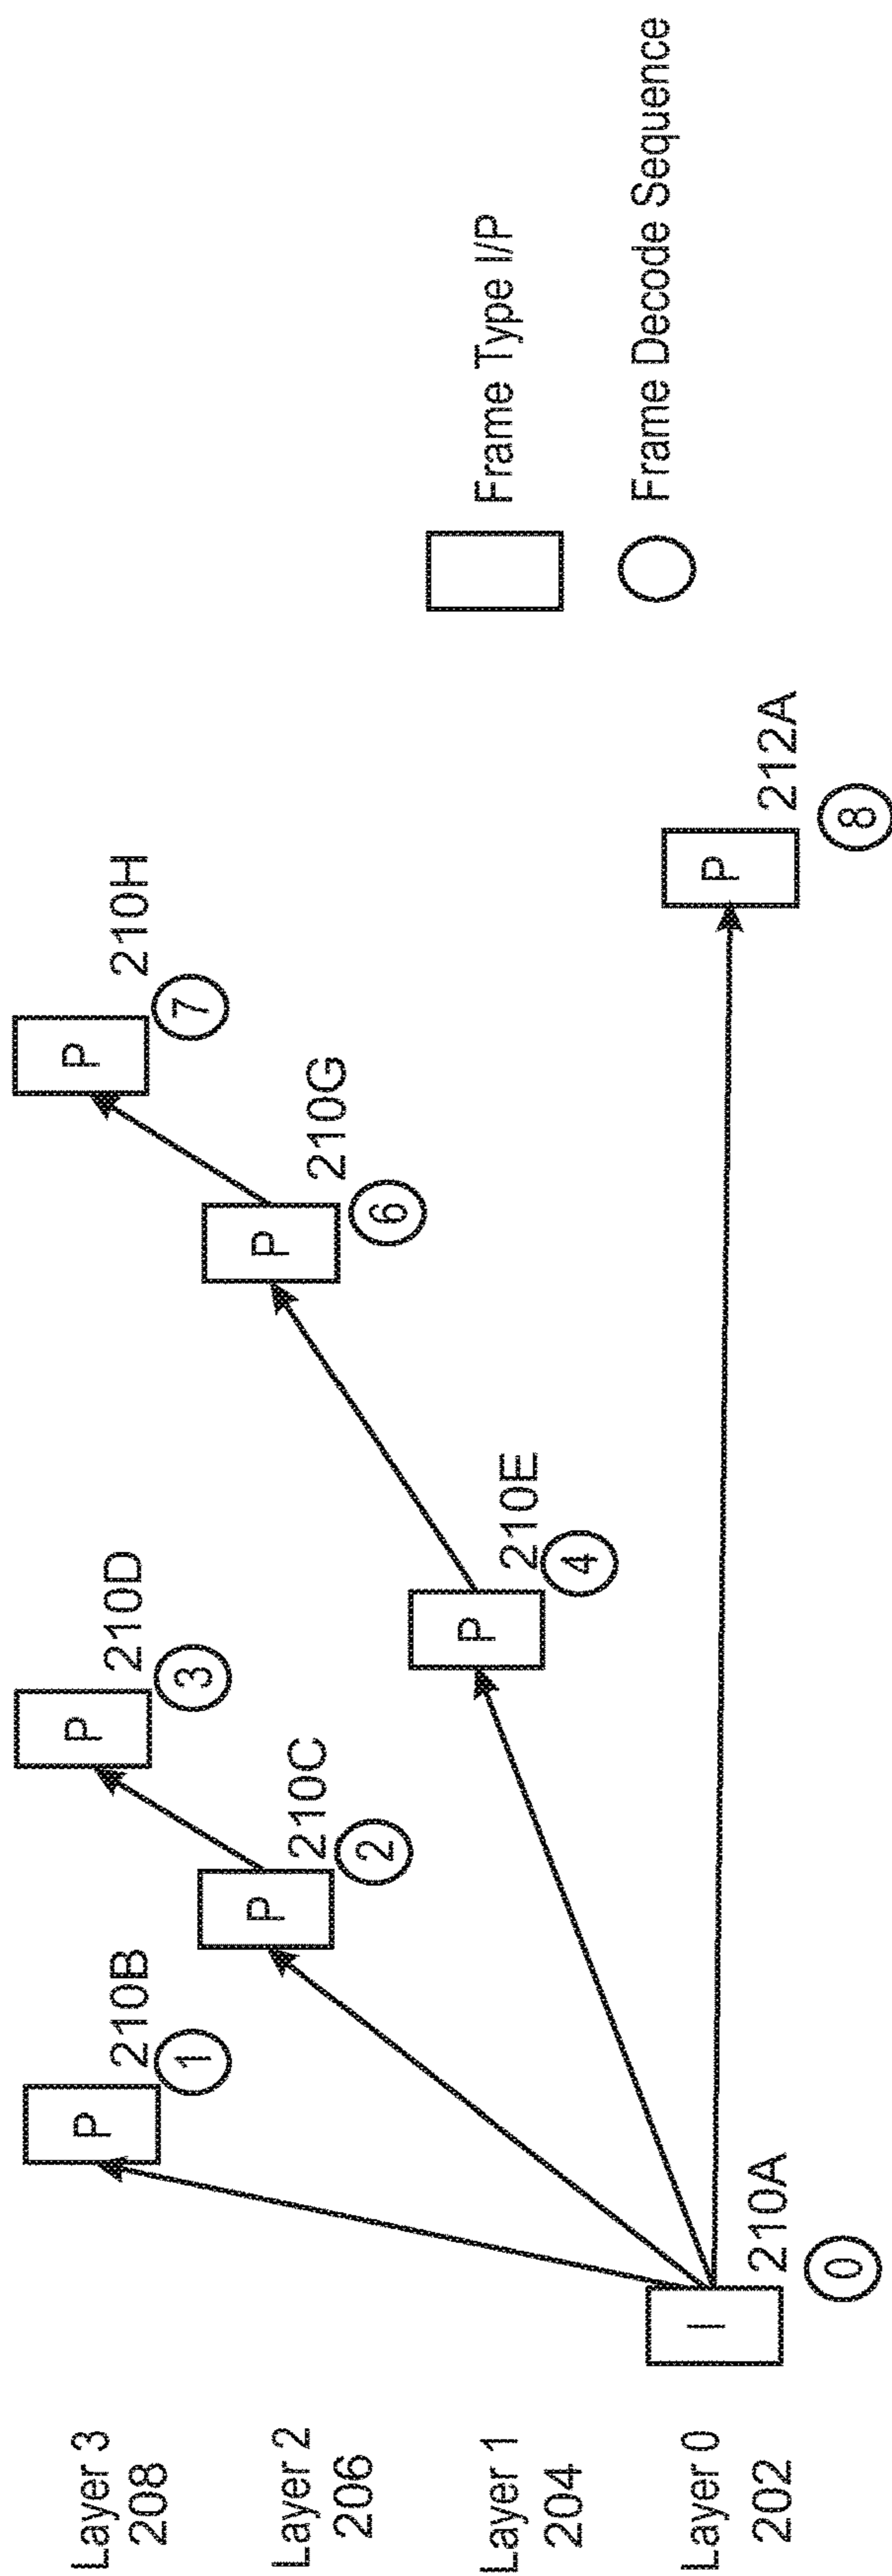 Layer 3
208
P
210B
1
P
210D
3
P
210H
7
Layer 2
206
P
210C
2
P
210G
6
Layer 1
204
P
210E
4
Layer 0
202
I
210A
0
P
212A
8
Frame Type I/P
Frame Decode Sequence